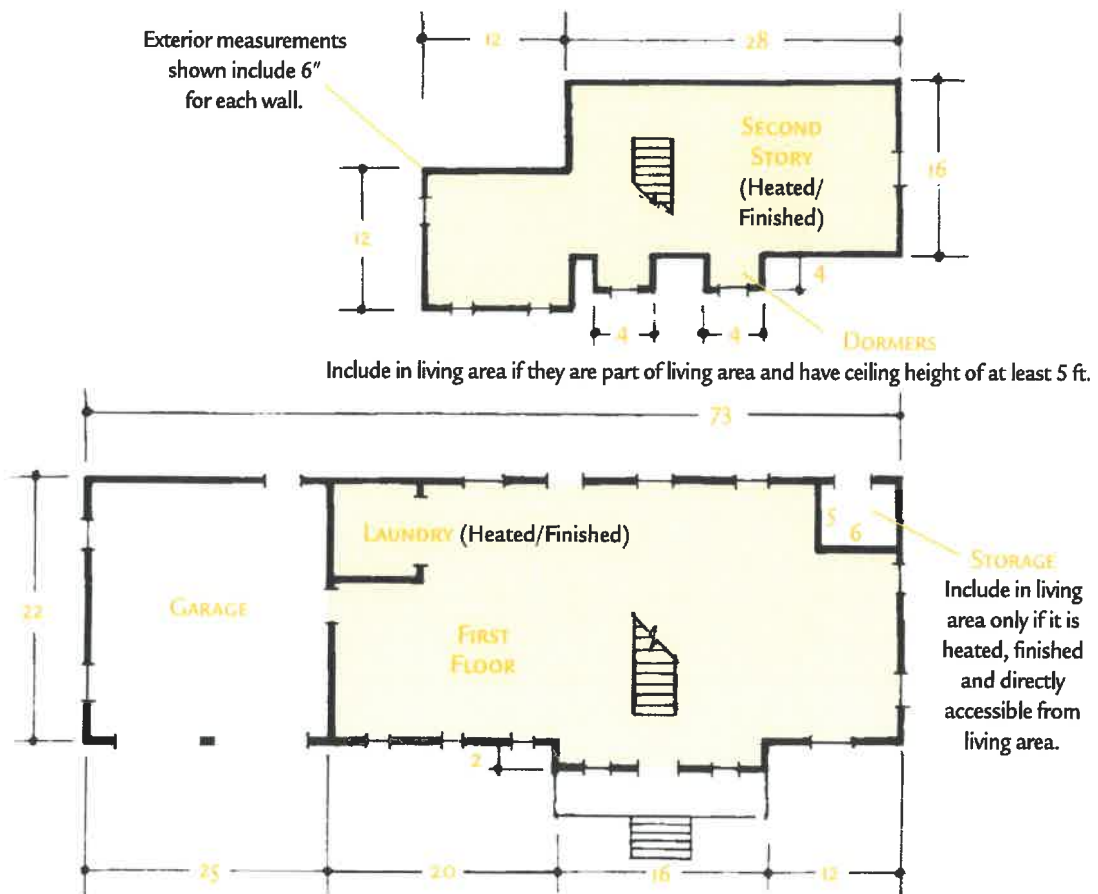 Exterior measurements
shown include 6"
for each wall.
12
28
Second
Story
(Heated/
Finished)
16
12
4
4
4
Dormers
Include in living area if they are part of living area and have ceiling height of at least 5 ft.
73
Laundry (Heated/Finished)
5
6
Storage
Include in living
area only if it is
heated, finished
and directly
accessible from
living area.
22
Garage
First
Floor
2
25
20
16
12